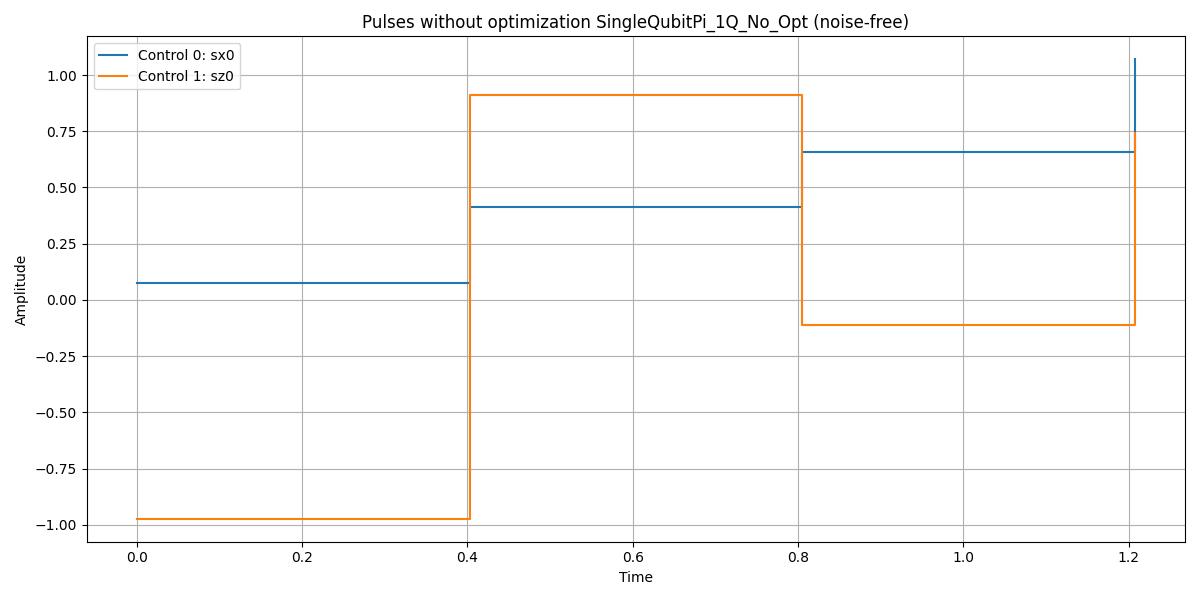 Pulses without optimization SingleQubitPi_1Q_No_Opt (noise-free)
Control 0: sx0
Control 1: sz0
1.00
0.75
0.50
0.25
0.00
−0.25
−0.50
−0.75
−1.00
Amplitude
0.0 0.2 0.4 0.6 0.8 1.0 1.2
Time